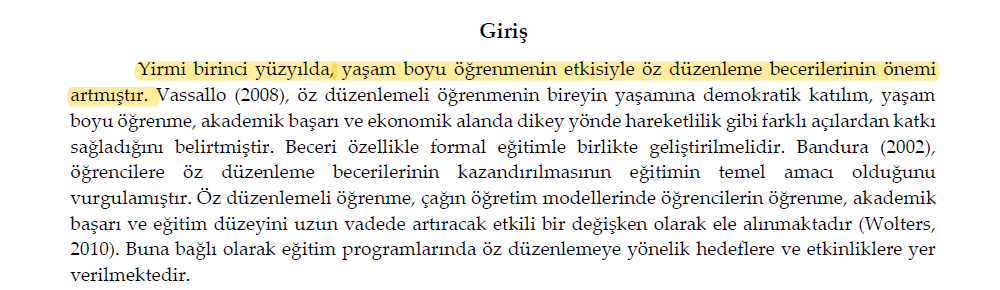 Giriş
Yirmi birinci yüzyılda, yaşam boyu öğrenmenin etkisiyle öz düzenleme becerilerinin önemi
artmıştır. Vassallo (2008), öz düzenlemeli öğrenmenin bireyin yaşamına demokratik katılım, yaşam
boyu öğrenme, akademik başarı ve ekonomik alanda dikey yönde hareketlilik gibi farklı açılardan katkı
sağladığını belirtmiştir. Beceri özellikle formal eğitimle birlikte geliştirilmelidir. Bandura (2002),
öğrencilere öz düzenleme becerilerinin kazandırılmasının eğitimin temel amacı olduğunu
vurgulamıştır. Öz düzenlemeli öğrenme, çağın öğretim modellerinde öğrencilerin öğrenme, akademik
başarı ve eğitim düzeyini uzun vadede artıracak etkili bir değişken olarak ele alınmaktadır (Wolters,
2010). Buna bağlı olarak eğitim programlarında öz düzenlemeye yönelik hedeflere ve etkinliklere yer
verilmektedir.